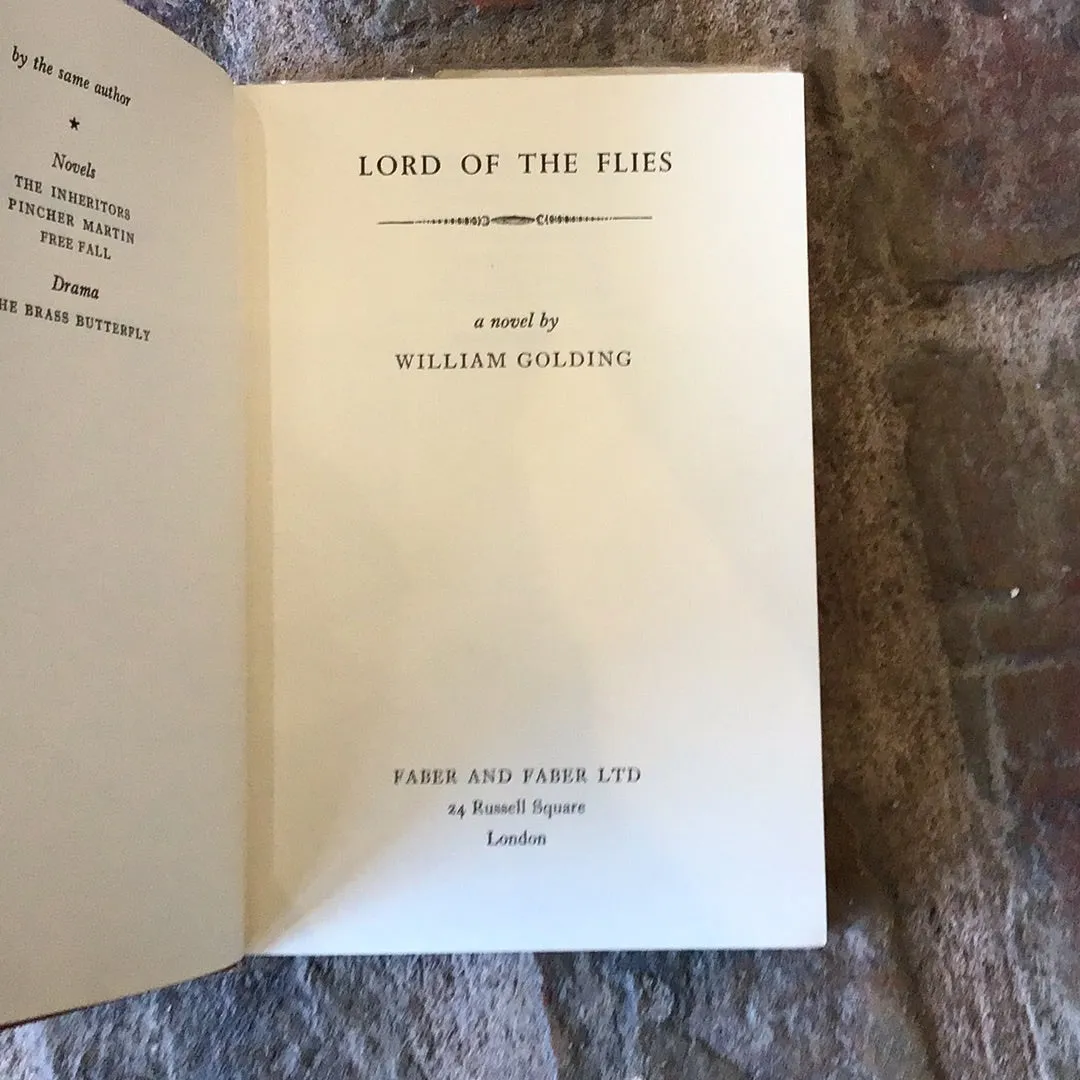 by the same author
★
Novels
THE INHERITORS
PINCHER MARTIN
FREE FALL
Drama
HE BRASS BUTTERFLY
LORD OF THE FLIES
a novel by
WILLIAM GOLDING
FABER AND FABER LTD
24 Russell Square
London